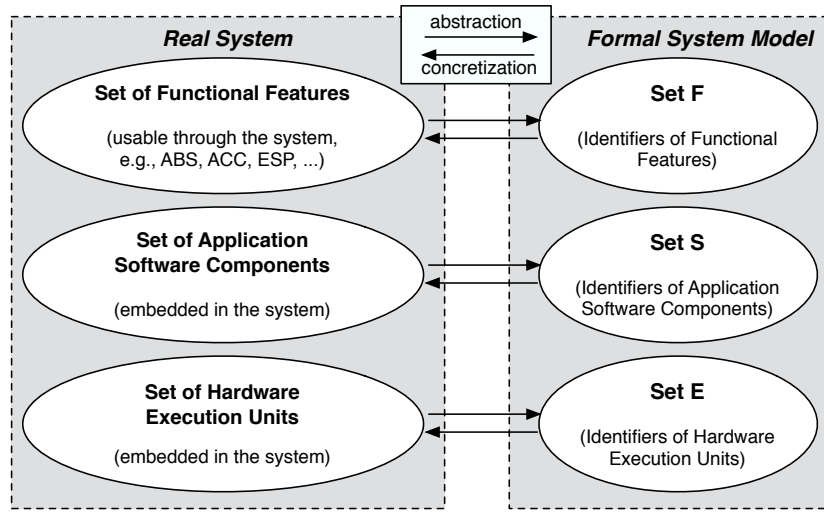 Real System
abstraction
concretization
Formal System Model
Set of Functional Features
(usable through the system,
e.g., ABS, ACC, ESP, ...)
Set F
(Identifiers of Functional
Features)
Set of Application
Software Components
(embedded in the system)
Set S
(Identifiers of Application
Software Components)
Set of Hardware
Execution Units
(embedded in the system)
Set E
(Identifiers of Hardware
Execution Units)